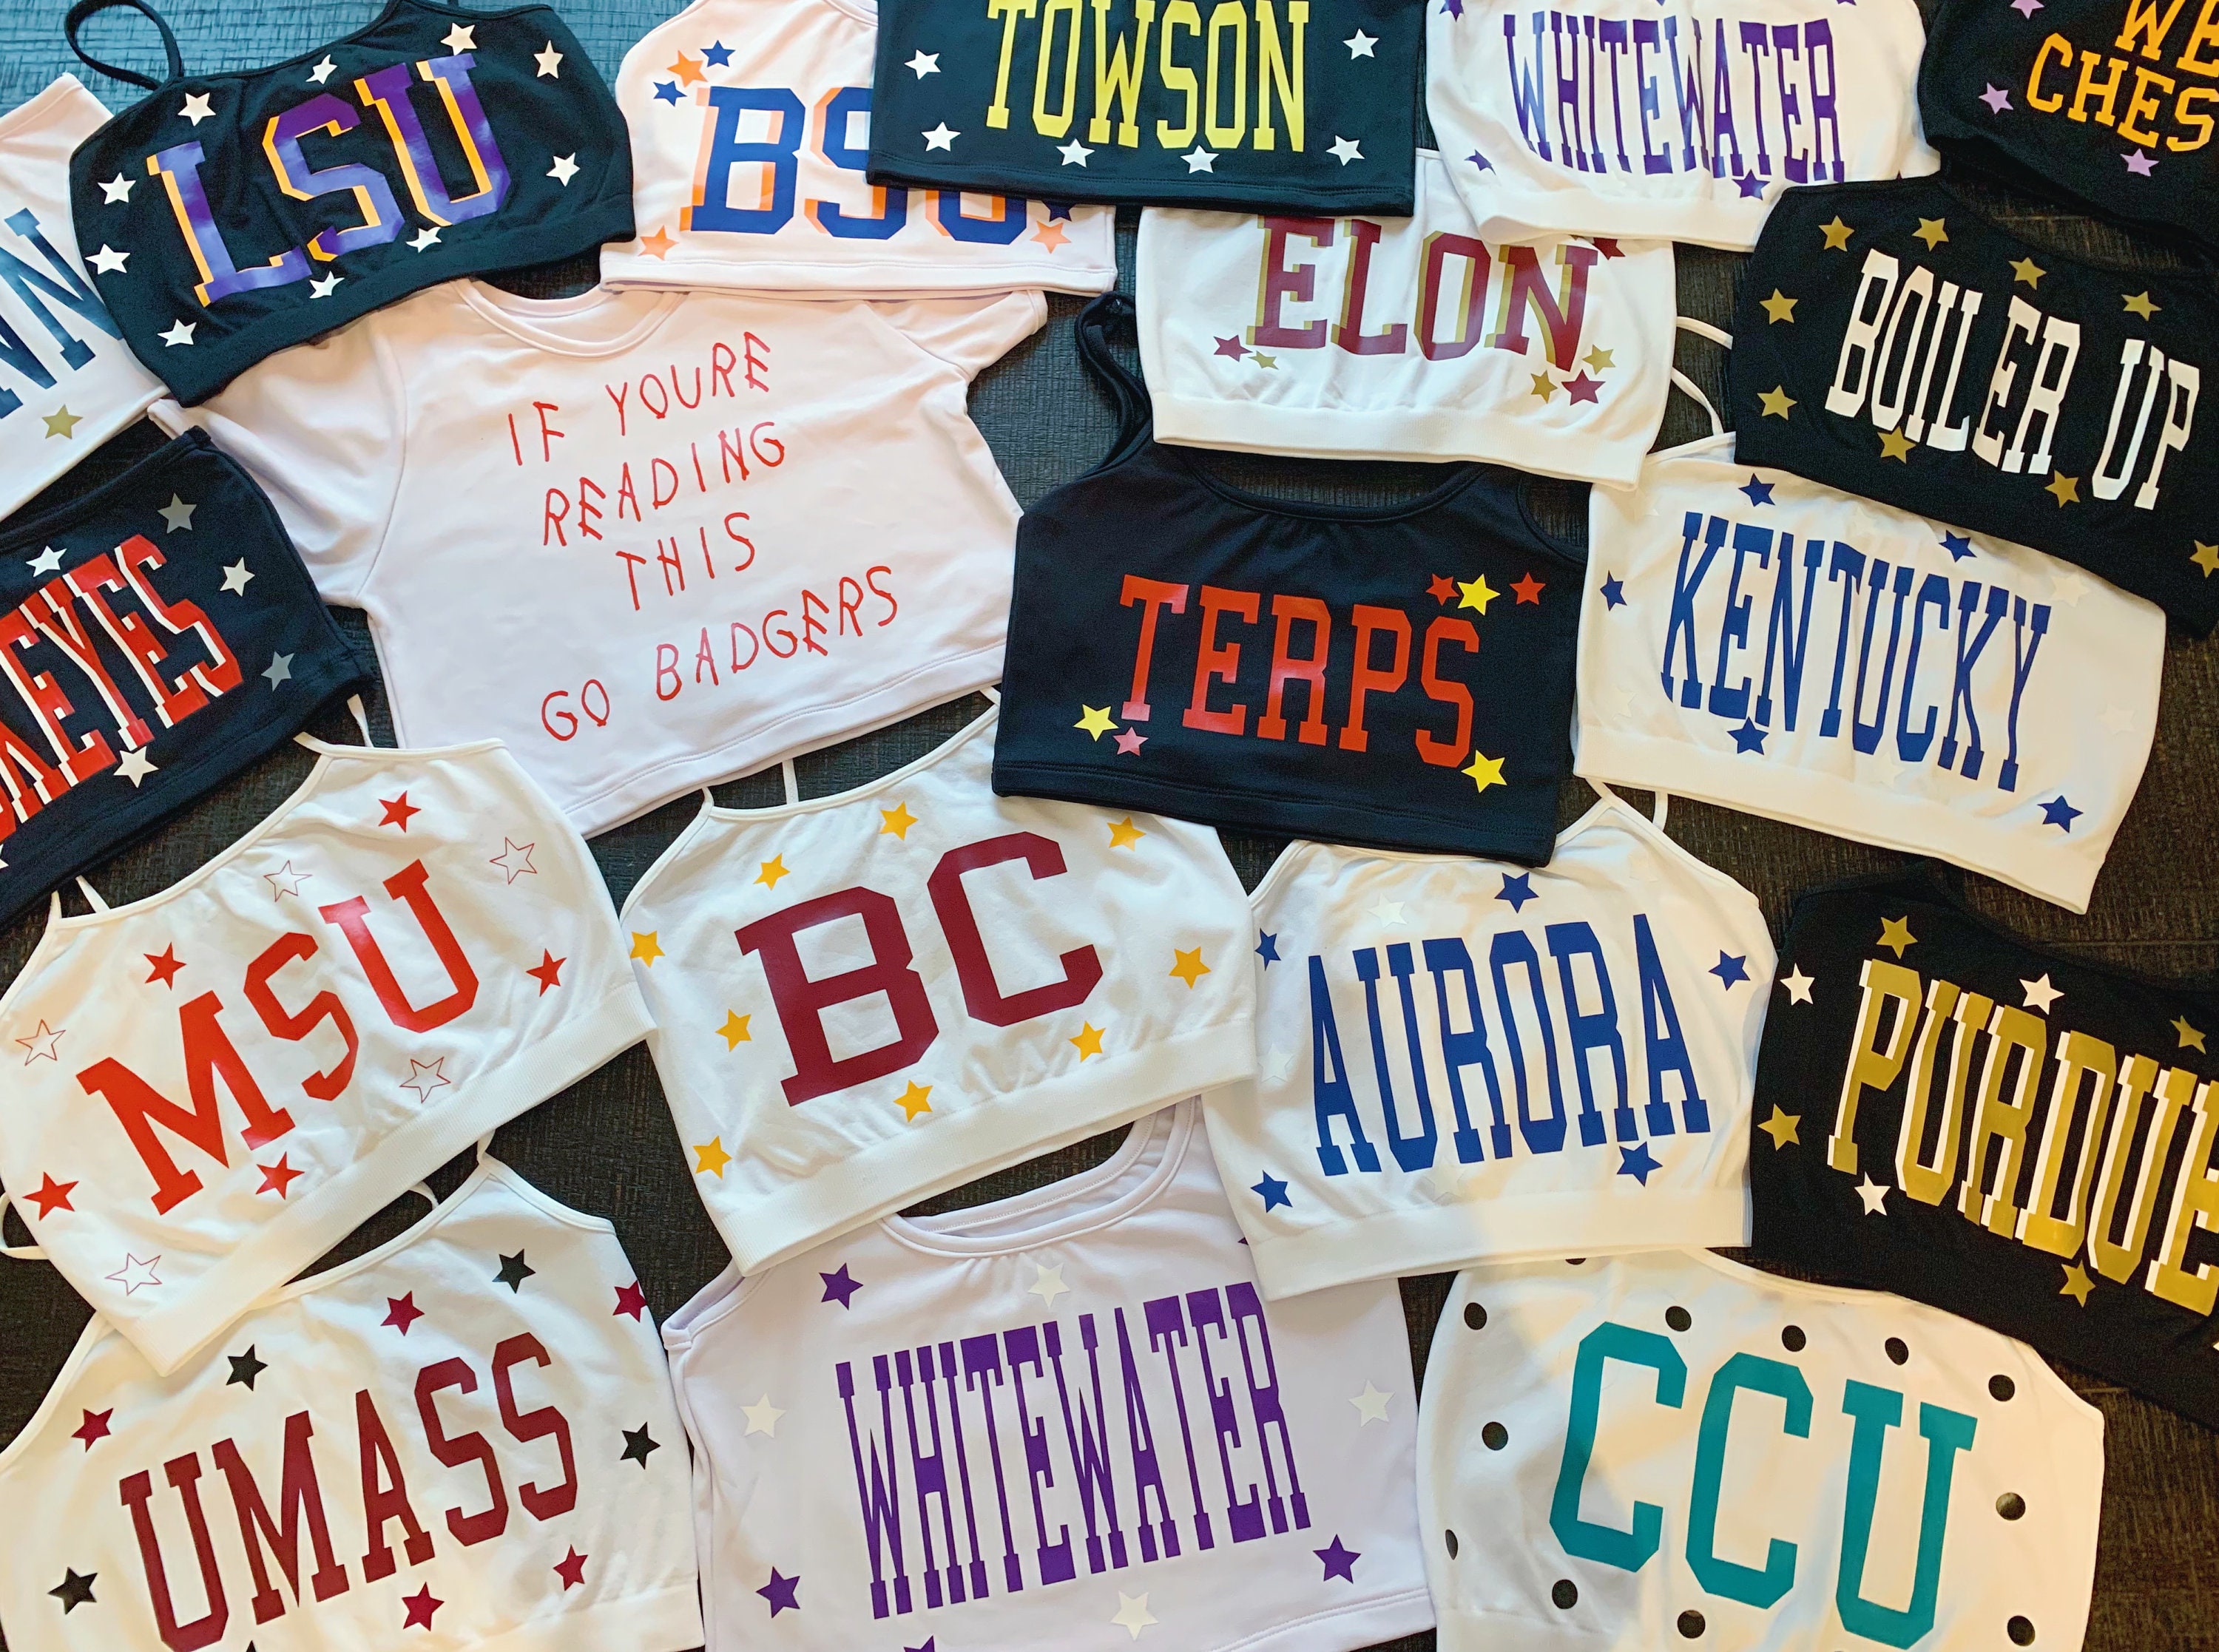 LSU
BSU
TOWSON
WHITEWATER
ELON
BOILER UP
IF YOURE
READING
THIS
GO BADGERS
TERPS
KENTUCKY
MSU
BC
AURORA
PURDUE
UMASS
WHITEWATER
CCU